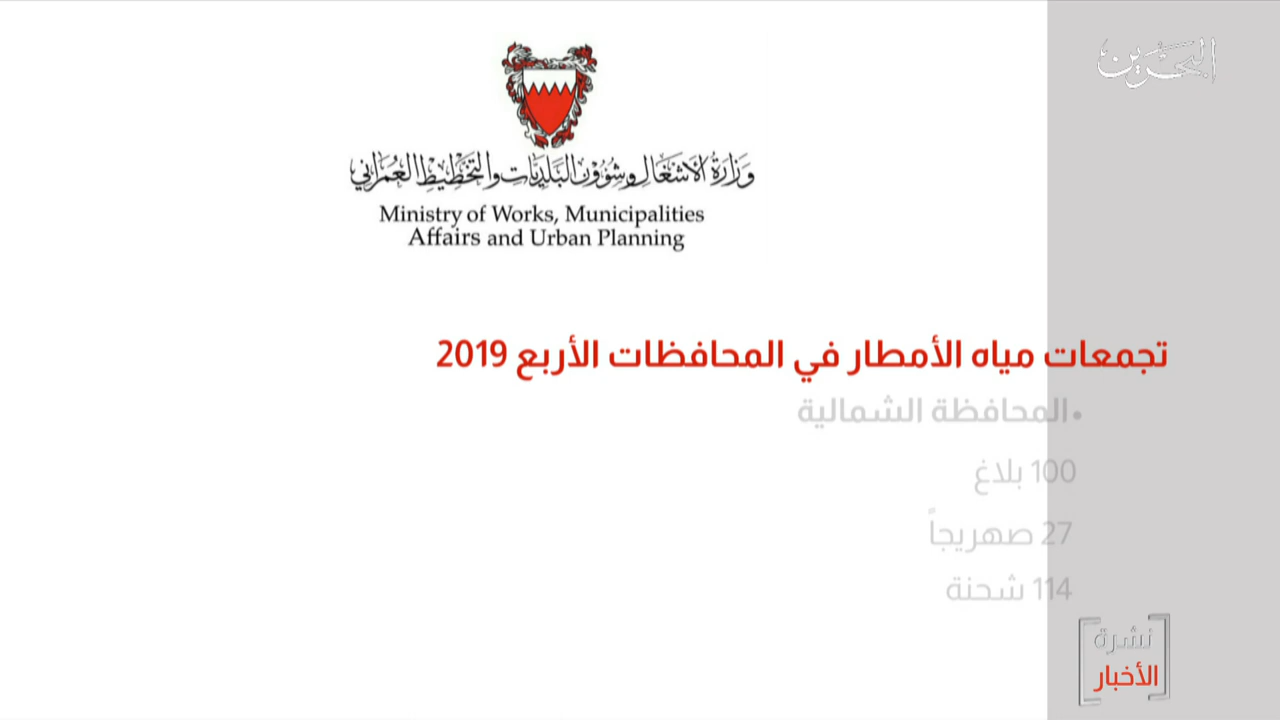 البحرين
وزارة الأشغال وشؤون البلديات والتخطيط العمراني
Ministry of Works, Municipalities
Affairs and Urban Planning
تجمعات مياه الأمطار في المحافظات الأربع 2019
•المحافظة الشمالية
100 بلاغ
27 صهريجاً
114 شحنة
نشرة
الأخبار